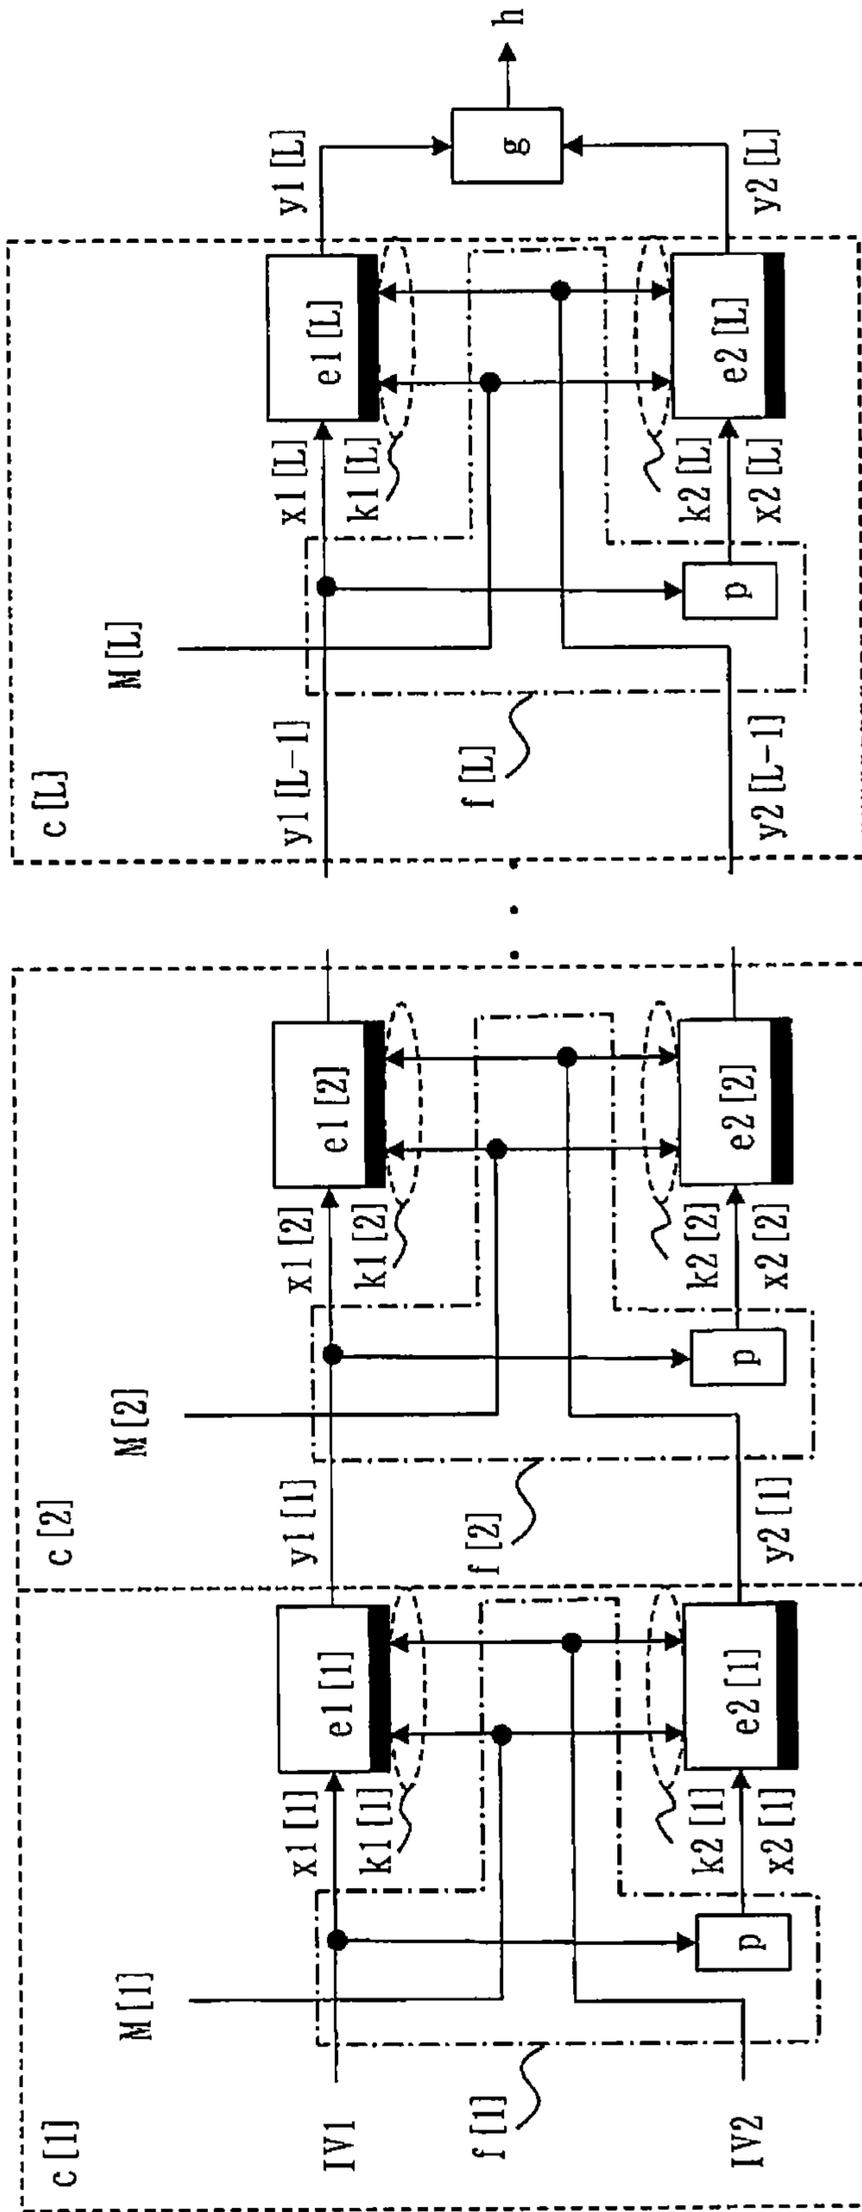 c[1]
M[1]
IV1
x1[1]
k1[1]
e1[1]
f[1]
IV2
p
k2[1]
x2[1]
e2[1]
c[2]
M[2]
y1[1]
x1[2]
k1[2]
e1[2]
f[2]
y2[1]
p
k2[2]
x2[2]
e2[2]
c[L]
M[L]
y1[L-1]
x1[L]
k1[L]
e1[L]
f[L]
y2[L-1]
p
k2[L]
x2[L]
e2[L]
y1[L]
y2[L]
g
h